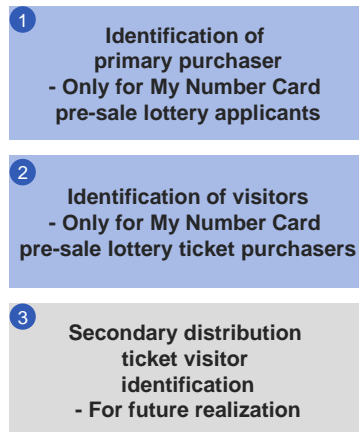 1
Identification of
primary purchaser
- Only for My Number Card
pre-sale lottery applicants
2
Identification of visitors
- Only for My Number Card
pre-sale lottery ticket purchasers
3
Secondary distribution
ticket visitor
identification
- For future realization